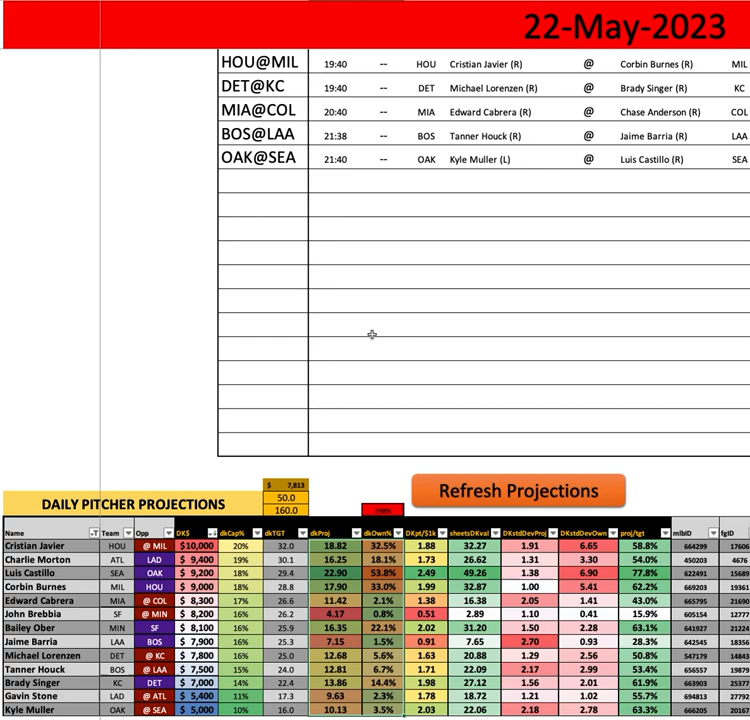 22-May-2023
HOU@MIL 19:40 -- HOU Cristian Javier (R) @ Corbin Burnes (R) MIL
DET@KC 19:40 -- DET Michael Lorenzen (R) @ Brady Singer (R) KC
MIA@COL 20:40 -- MIA Edward Cabrera (R) @ Chase Anderson (R) COL
BOS@LAA 21:38 -- BOS Tanner Houck (R) @ Jaime Barria (R) LAA
OAK@SEA 21:40 -- OAK Kyle Muller (L) @ Luis Castillo (R) SEA
$ 7,813
Refresh Projections
DAILY PITCHER PROJECTIONS 50.0
160.0 198%
Name Team Opp DK$ dkCap% dkTGT dkProj dkOwn% DKpt/$1k sheetsDKval DKstdDevProj DKstdDevOwn proj/tgt mlbID fgID
Cristian Javier HOU @ MIL $10,000 20% 32.0 18.82 32.5% 1.88 32.27 1.91 6.65 58.8% 664299 17606
Charlie Morton ATL LAD $ 9,400 19% 30.1 16.25 18.1% 1.73 26.62 1.31 3.30 54.0% 450203 4676
Luis Castillo SEA OAK $ 9,200 18% 29.4 22.90 53.8% 2.49 49.26 1.38 6.90 77.8% 622491 15689
Corbin Burnes MIL HOU $ 9,000 18% 28.8 17.90 33.0% 1.99 32.87 1.00 5.41 62.2% 669203 19361
Edward Cabrera MIA @ COL $ 8,300 17% 26.6 11.42 2.1% 1.38 16.38 2.05 1.41 43.0% 665795 21690
John Brebbia SF @ MIN $ 8,200 16% 26.2 4.17 0.8% 0.51 2.89 1.10 0.41 15.9% 605154 12777
Bailey Ober MIN SF $ 8,100 16% 25.9 16.35 22.1% 2.02 31.20 1.50 2.28 63.1% 641927 21224
Jaime Barria LAA BOS $ 7,900 16% 25.3 7.15 1.5% 0.91 7.65 2.70 0.93 28.3% 642545 18356
Michael Lorenzen DET @ KC $ 7,800 16% 25.0 12.68 5.6% 1.63 20.88 1.29 2.56 50.8% 547179 14843
Tanner Houck BOS @ LAA $ 7,500 15% 24.0 12.81 6.7% 1.71 22.09 2.17 2.99 53.4% 656557 19879
Brady Singer KC DET $ 7,000 14% 22.4 13.86 14.4% 1.98 27.12 1.56 2.01 61.9% 663903 25377
Gavin Stone LAD @ ATL $ 5,400 11% 17.3 9.63 2.3% 1.78 18.72 1.21 1.02 55.7% 694813 27792
Kyle Muller OAK @ SEA $ 5,000 10% 16.0 10.13 3.5% 2.03 22.06 2.18 2.78 63.3% 666205 20167